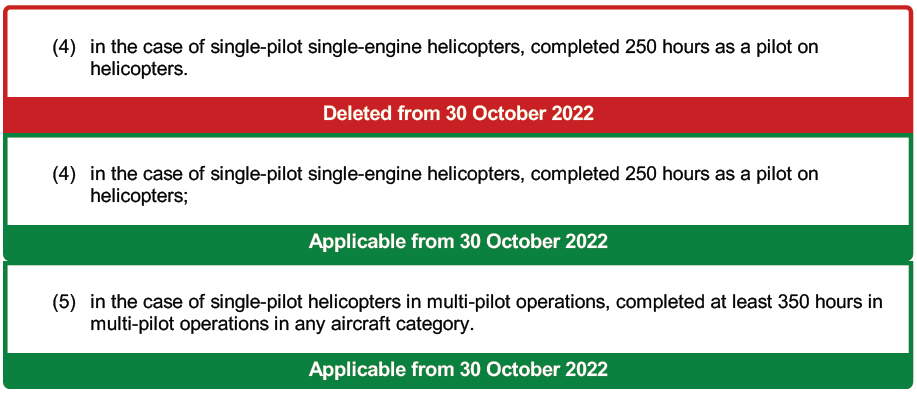 (4) in the case of single-pilot single-engine helicopters, completed 250 hours as a pilot on
helicopters.
Deleted from 30 October 2022
(4) in the case of single-pilot single-engine helicopters, completed 250 hours as a pilot on
helicopters;
Applicable from 30 October 2022
(5) in the case of single-pilot helicopters in multi-pilot operations, completed at least 350 hours in
multi-pilot operations in any aircraft category.
Applicable from 30 October 2022